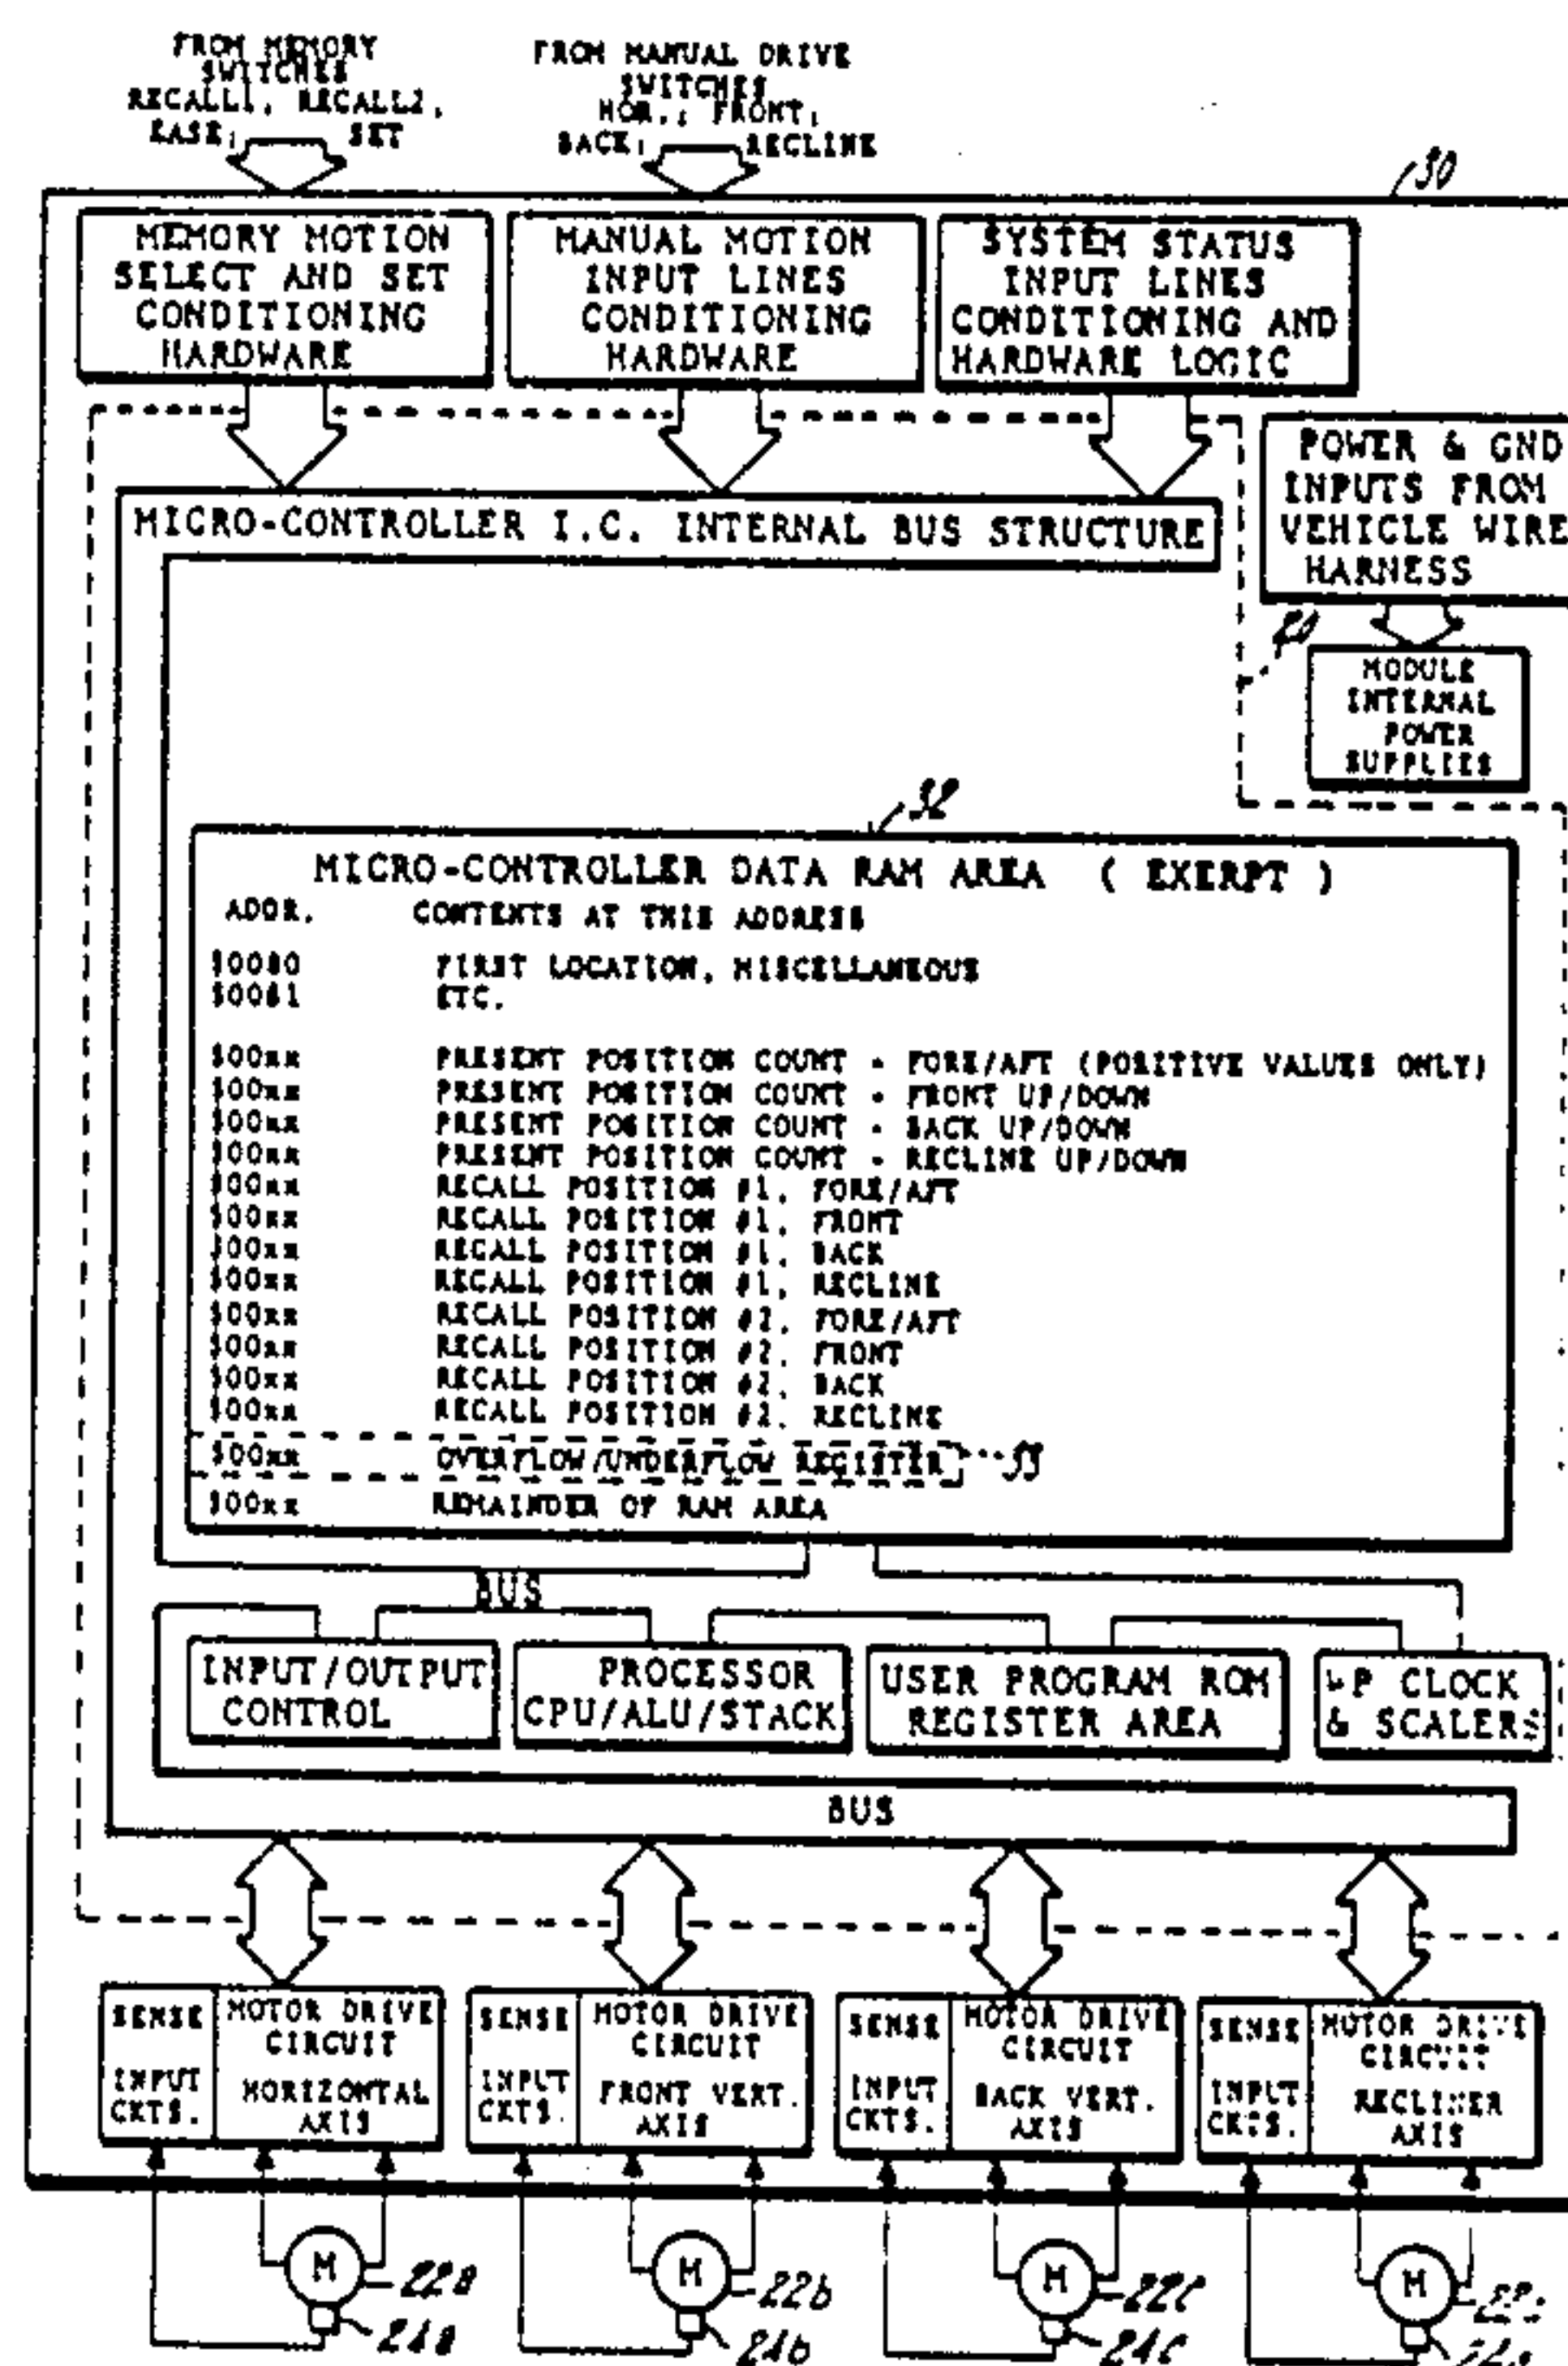 FROM MEMORY
SWITCHES
RECALL1, RECALL2,
EASE; SET
FROM MANUAL DRIVE
SWITCHES
HOR.; FRONT;
BACK; RECLINE
30
MEMORY MOTION
SELECT AND SET
CONDITIONING
HARDWARE
MANUAL MOTION
INPUT LINES
CONDITIONING
HARDWARE
SYSTEM STATUS
INPUT LINES
CONDITIONING AND
HARDWARE LOGIC
POWER & GND
INPUTS FROM
VEHICLE WIRE
HARNESS
MICRO-CONTROLLER I.C. INTERNAL BUS STRUCTURE
20
MODULE
INTERNAL
POWER
SUPPLIES
32
MICRO-CONTROLLER DATA RAM AREA ( EXERPT )
ADDR. CONTENTS AT THIS ADDRESS
$0080 FIRST LOCATION, MISCELLANEOUS
$0081 ETC.
$00xx PRESENT POSITION COUNT - FORE/AFT (POSITIVE VALUES ONLY)
$00xx PRESENT POSITION COUNT - FRONT UP/DOWN
$00xx PRESENT POSITION COUNT - BACK UP/DOWN
$00xx PRESENT POSITION COUNT - RECLINE UP/DOWN
$00xx RECALL POSITION #1, FORE/AFT
$00xx RECALL POSITION #1, FRONT
$00xx RECALL POSITION #1, BACK
$00xx RECALL POSITION #1, RECLINE
$00xx RECALL POSITION #2, FORE/AFT
$00xx RECALL POSITION #2, FRONT
$00xx RECALL POSITION #2, BACK
$00xx RECALL POSITION #2, RECLINE
$00xx OVERFLOW/UNDERFLOW REGISTER
$00xx REMAINDER OF RAM AREA
BUS
INPUT/OUTPUT
CONTROL
PROCESSOR
CPU/ALU/STACK
USER PROGRAM ROM
REGISTER AREA
CLOCK
& SCALERS
BUS
SENSE
INPUT
CKTS.
MOTOR DRIVE
CIRCUIT
HORIZONTAL
AXIS
SENSE
INPUT
CKTS.
MOTOR DRIVE
CIRCUIT
FRONT VERT.
AXIS
SENSE
INPUT
CKTS.
MOTOR DRIVE
CIRCUIT
BACK VERT.
AXIS
SENSE
INPUT
CKTS.
MOTOR DRIVE
CIRCUIT
RECLINER
AXIS
M
22a
24a
M
22b
24b
M
22c
24c
M